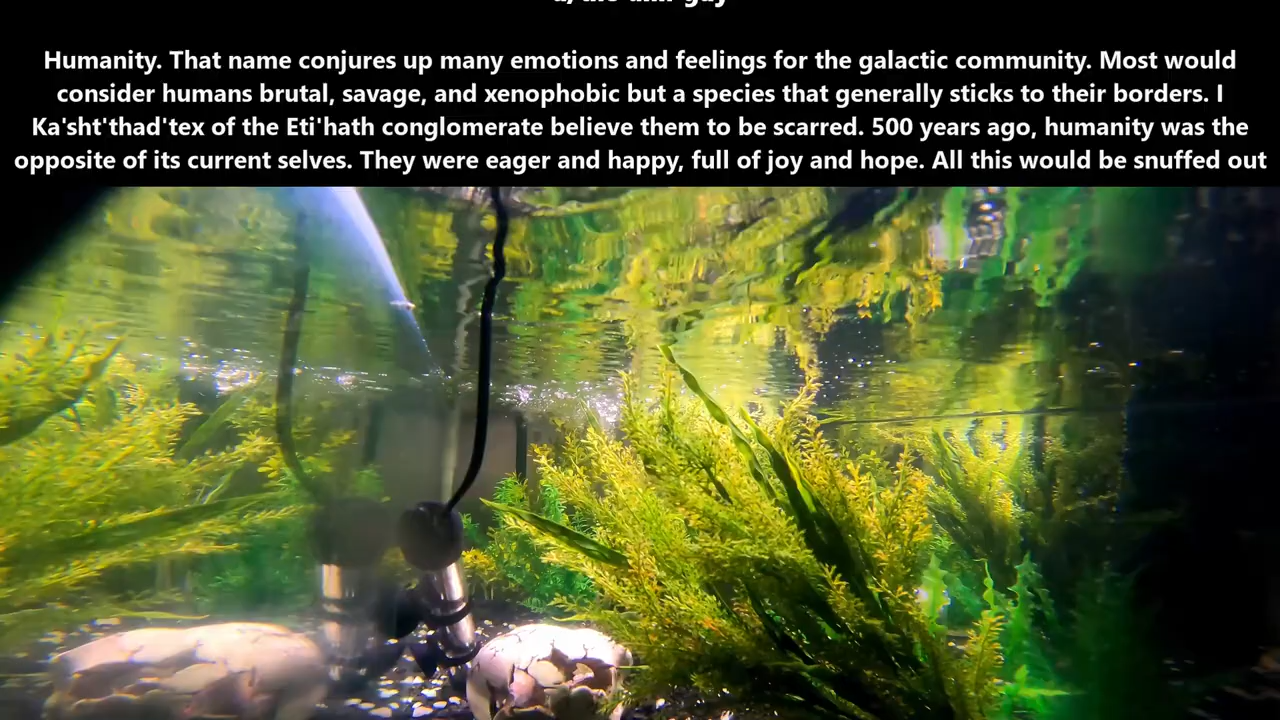 Humanity. That name conjures up many emotions and feelings for the galactic community. Most would
consider humans brutal, savage, and xenophobic but a species that generally sticks to their borders. I
Ka'sht'thad'tex of the Eti'hath conglomerate believe them to be scarred. 500 years ago, humanity was the
opposite of its current selves. They were eager and happy, full of joy and hope. All this would be snuffed out